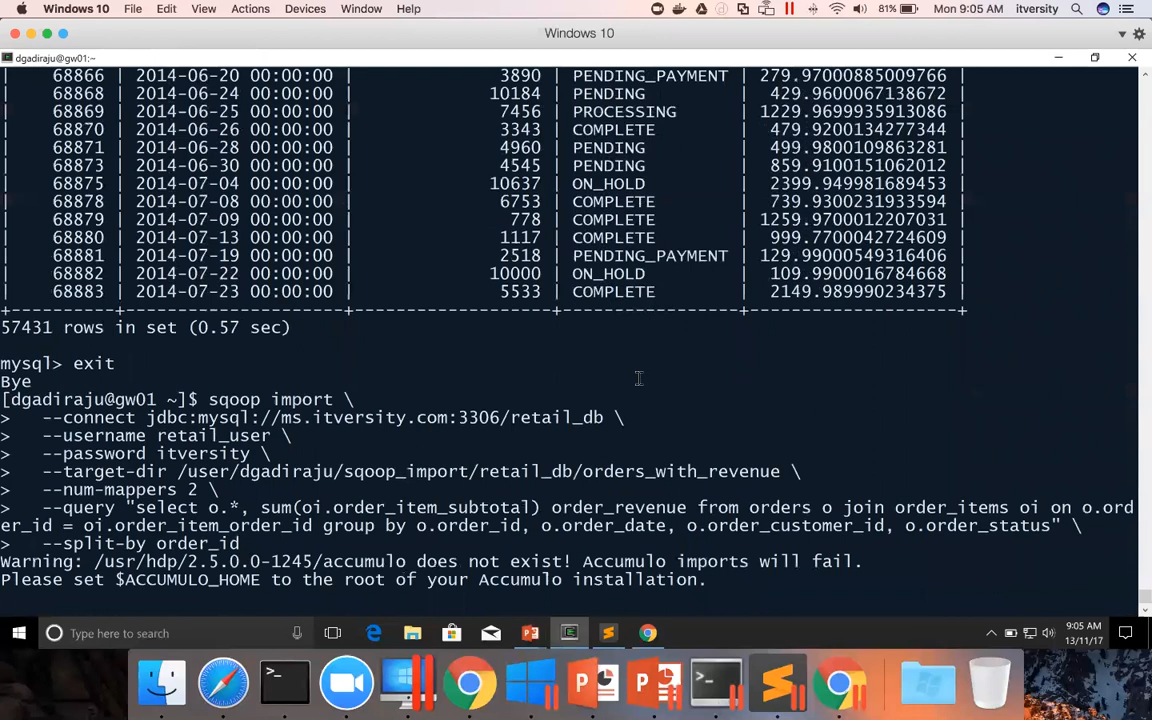 Windows 10 File Edit View Actions Devices Window Help 81% Mon 9:05 AM itversity
Windows 10
dgadiraju@gw01:~
| 68866 | 2014-06-20 00:00:00 | 3890 | PENDING_PAYMENT | 279.97000885009766 |
| 68868 | 2014-06-24 00:00:00 | 10184 | PENDING | 429.9600067138672 |
| 68869 | 2014-06-25 00:00:00 | 7456 | PROCESSING | 1229.9699935913086 |
| 68870 | 2014-06-26 00:00:00 | 3343 | COMPLETE | 479.9200134277344 |
| 68871 | 2014-06-28 00:00:00 | 4960 | PENDING | 499.9800109863281 |
| 68873 | 2014-06-30 00:00:00 | 4545 | PENDING | 859.9100151062012 |
| 68875 | 2014-07-04 00:00:00 | 10637 | ON_HOLD | 2399.949981689453 |
| 68878 | 2014-07-08 00:00:00 | 6753 | COMPLETE | 739.9300231933594 |
| 68879 | 2014-07-09 00:00:00 | 778 | COMPLETE | 1259.9700012207031 |
| 68880 | 2014-07-13 00:00:00 | 1117 | COMPLETE | 999.7700042724609 |
| 68881 | 2014-07-19 00:00:00 | 2518 | PENDING_PAYMENT | 129.99000549316406 |
| 68882 | 2014-07-22 00:00:00 | 10000 | ON_HOLD | 109.9900016784668 |
| 68883 | 2014-07-23 00:00:00 | 5533 | COMPLETE | 2149.989990234375 |
+----------+---------------------+-------------------+-----------------+--------------------+
57431 rows in set (0.57 sec)
mysql> exit
Bye
[dgadiraju@gw01 ~]$ sqoop import \
> --connect jdbc:mysql://ms.itversity.com:3306/retail_db \
> --username retail_user \
> --password itversity \
> --target-dir /user/dgadiraju/sqoop_import/retail_db/orders_with_revenue \
> --num-mappers 2 \
> --query "select o.*, sum(oi.order_item_subtotal) order_revenue from orders o join order_items oi on o.ord
er_id = oi.order_item_order_id group by o.order_id, o.order_date, o.order_customer_id, o.order_status" \
> --split-by order_id
Warning: /usr/hdp/2.5.0.0-1245/accumulo does not exist! Accumulo imports will fail.
Please set $ACCUMULO_HOME to the root of your Accumulo installation.
Type here to search
9:05 AM
13/11/17